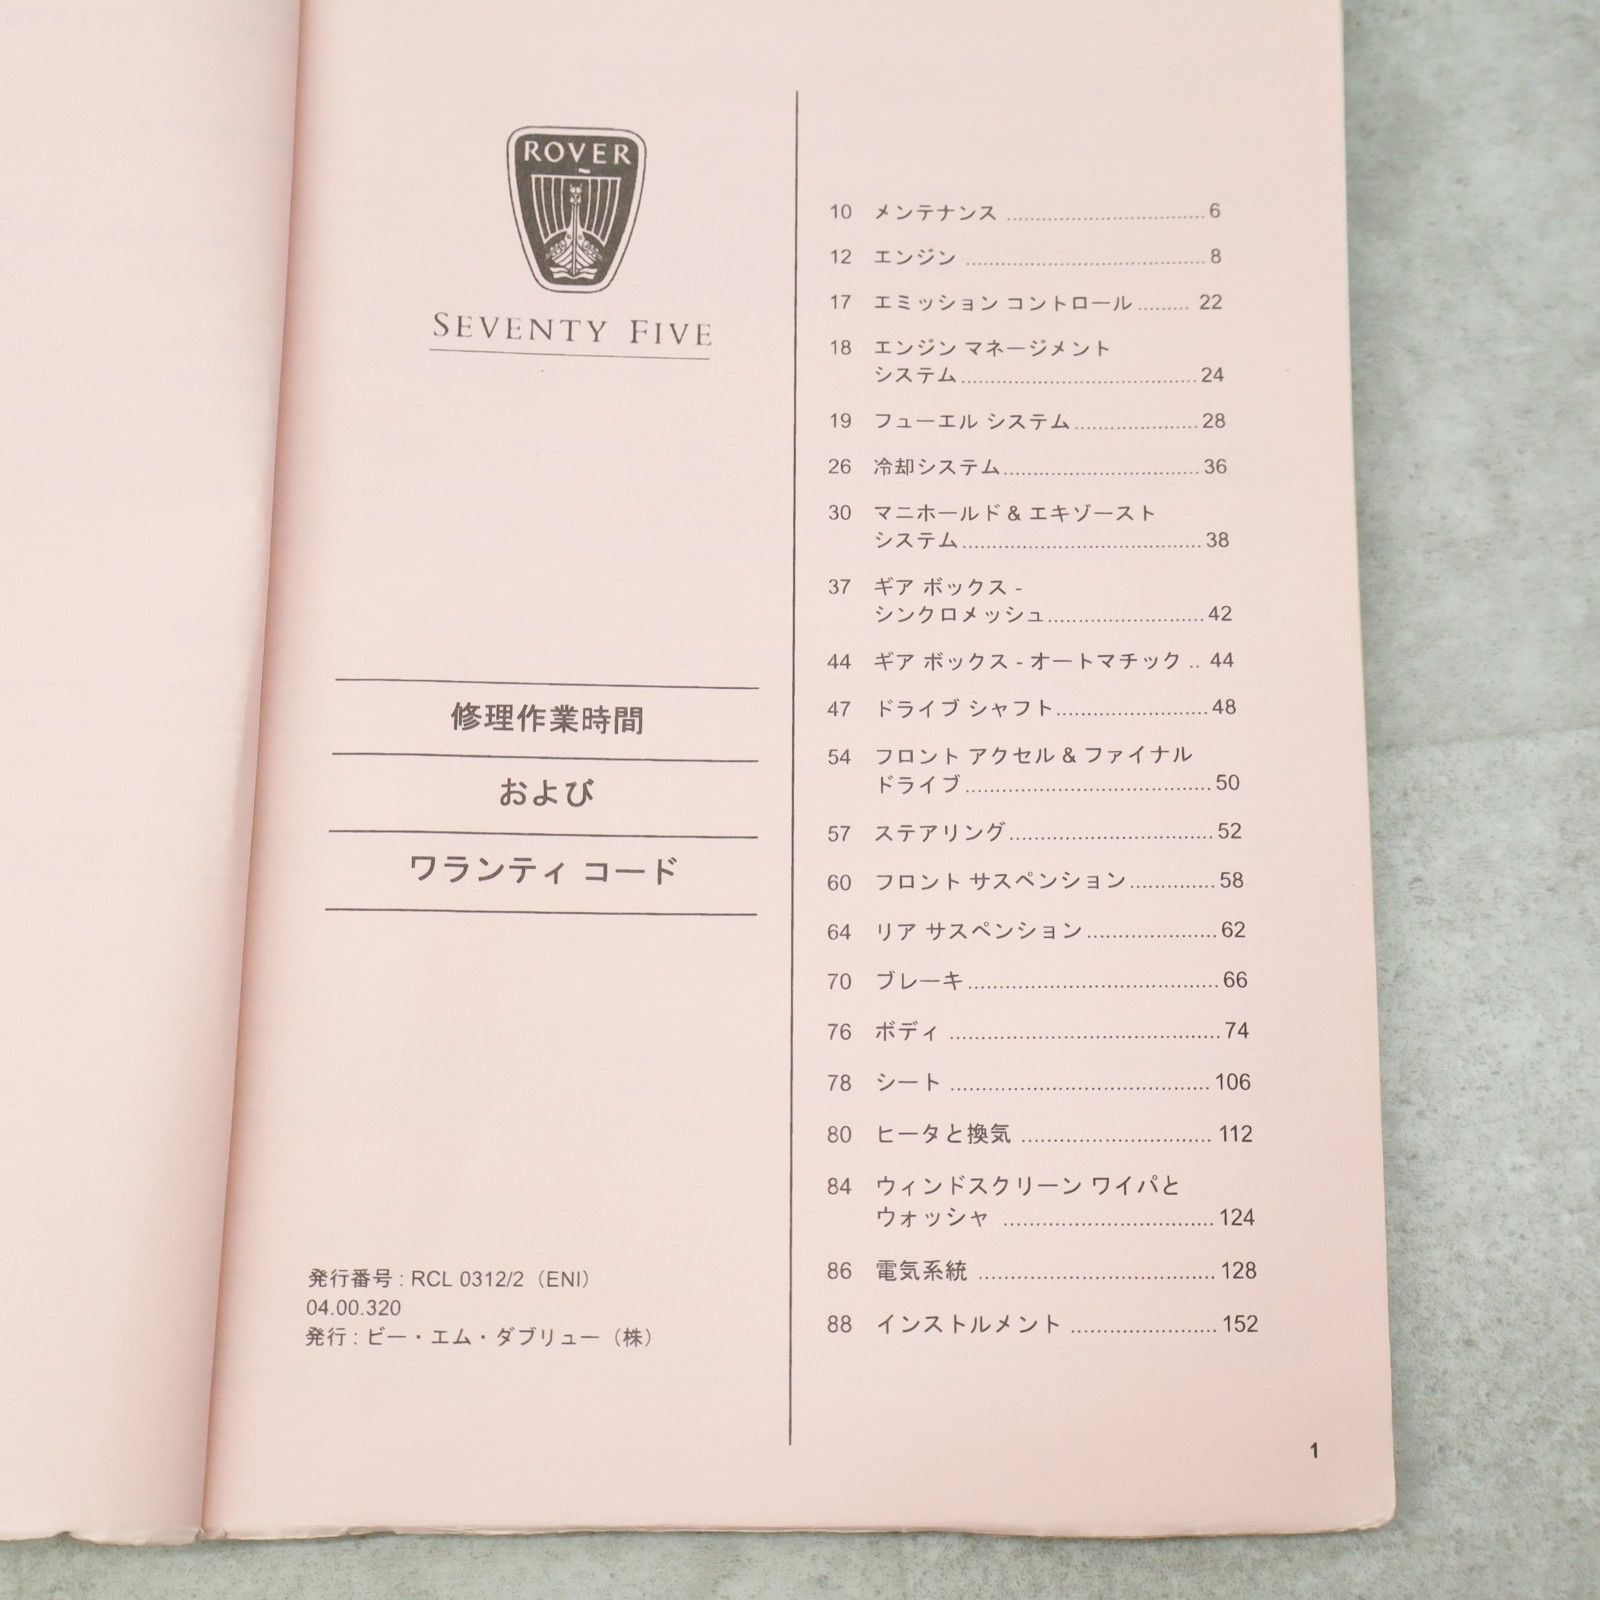 ROVER
SEVENTY FIVE
修理作業時間
および
ワランティ コード
発行番号 : RCL 0312/2（ENI）
04.00.320
発行 : ビー・エム・ダブリュー（株）
10 メンテナンス ................................ 6
12 エンジン ...................................... 8
17 エミッション コントロール ......... 22
18 エンジン マネージメント
システム ...................................... 24
19 フューエル システム .................... 28
26 冷却システム ................................ 36
30 マニホールド & エキゾースト
システム ...................................... 38
37 ギア ボックス -
シンクロメッシュ ......................... 42
44 ギア ボックス - オートマチック .. 44
47 ドライブ シャフト ........................ 48
54 フロント アクセル & ファイナル
ドライブ ....................................... 50
57 ステアリング ................................ 52
60 フロント サスペンション .............. 58
64 リア サスペンション ..................... 62
70 ブレーキ ....................................... 66
76 ボディ .......................................... 74
78 シート ......................................... 106
80 ヒータと換気 .............................. 112
84 ウィンドスクリーン ワイパと
ウォッシャ ................................. 124
86 電気系統 ..................................... 128
88 インストルメント ....................... 152
1